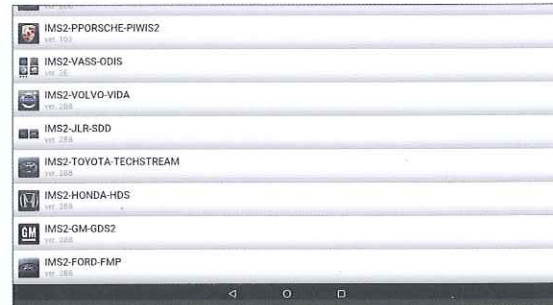 IMS2-PPORSCHE-PIWIS2
ver. 103
IMS2-VASS-ODIS
IMS2-VOLVO-VIDA
ver. 288
IMS2-JLR-SDD
ver. 288
IMS2-TOYOTA-TECHSTREAM
ver. 288
IMS2-HONDA-HDS
ver. 288
GM
IMS2-GM-GDS2
ver. 288
IMS2-FORD-FMP
ver. 288